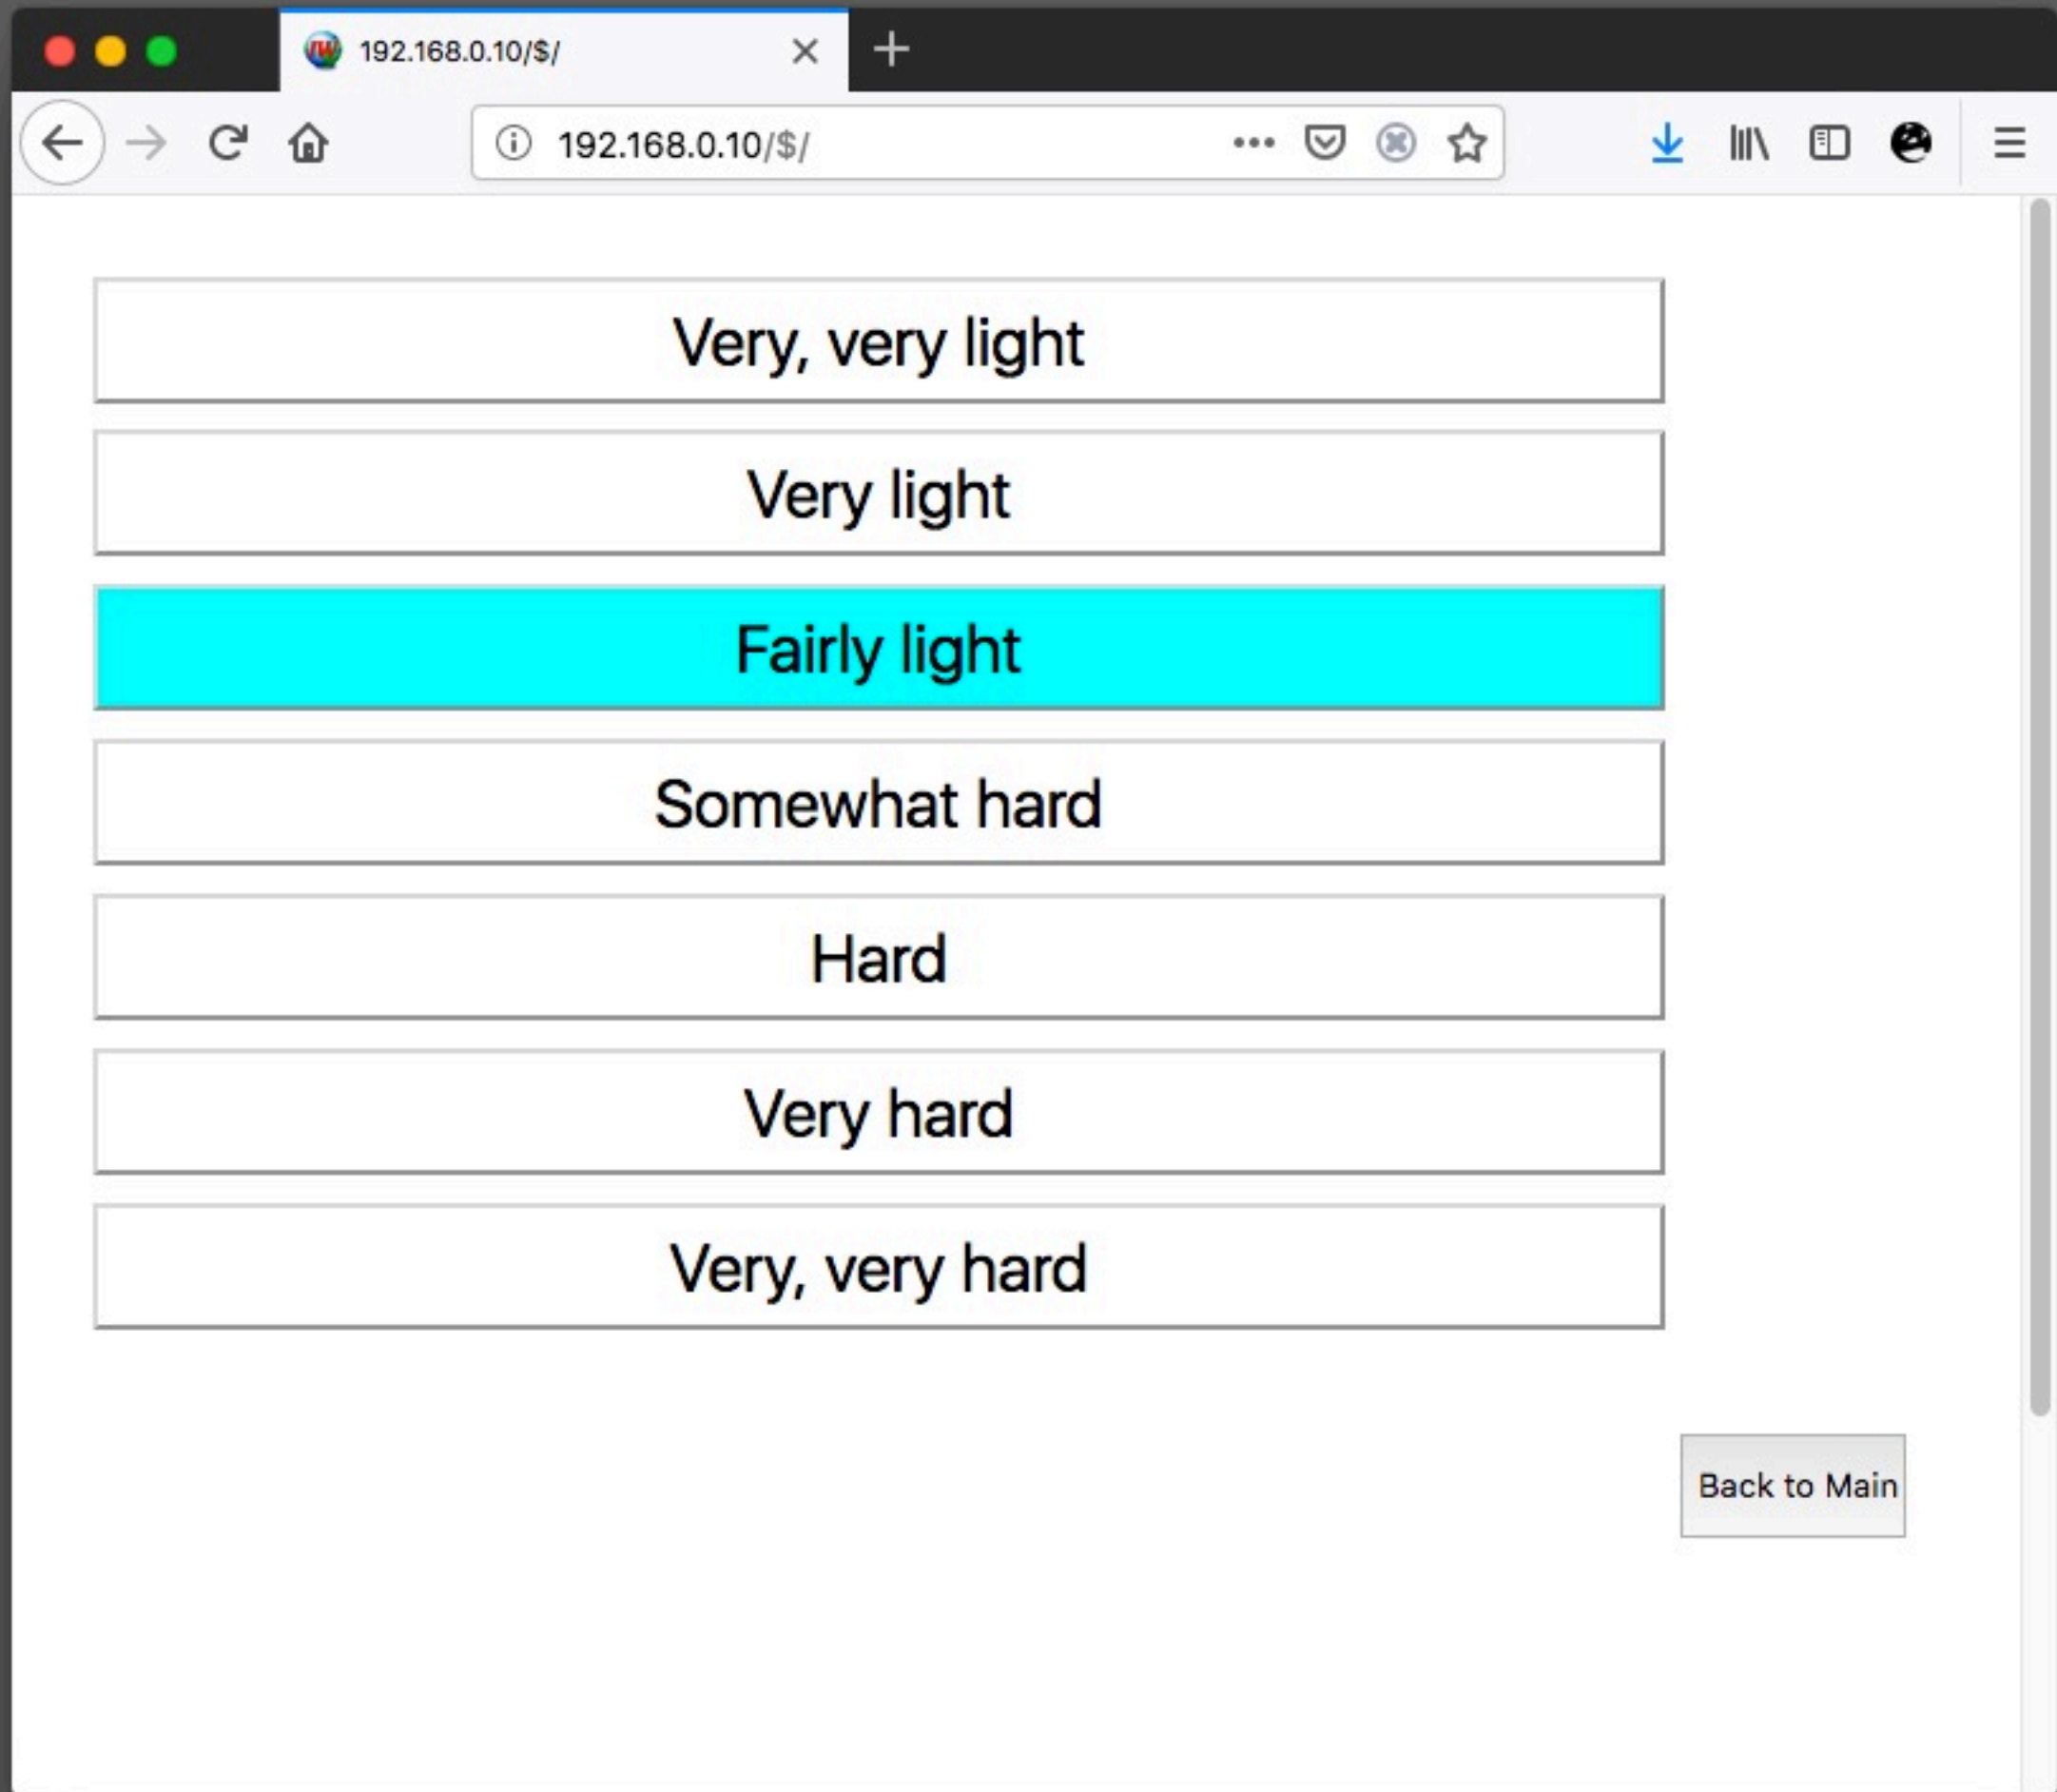 192.168.0.10/$/
192.168.0.10/$/
Very, very light
Very light
Fairly light
Somewhat hard
Hard
Very hard
Very, very hard
Back to Main